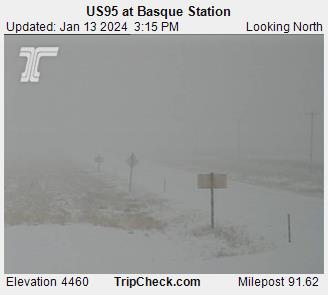 US95 at Basque Station
Updated: Jan 13 2024 3:15 PM Looking North
Elevation 4460 TripCheck.com Milepost 91.62